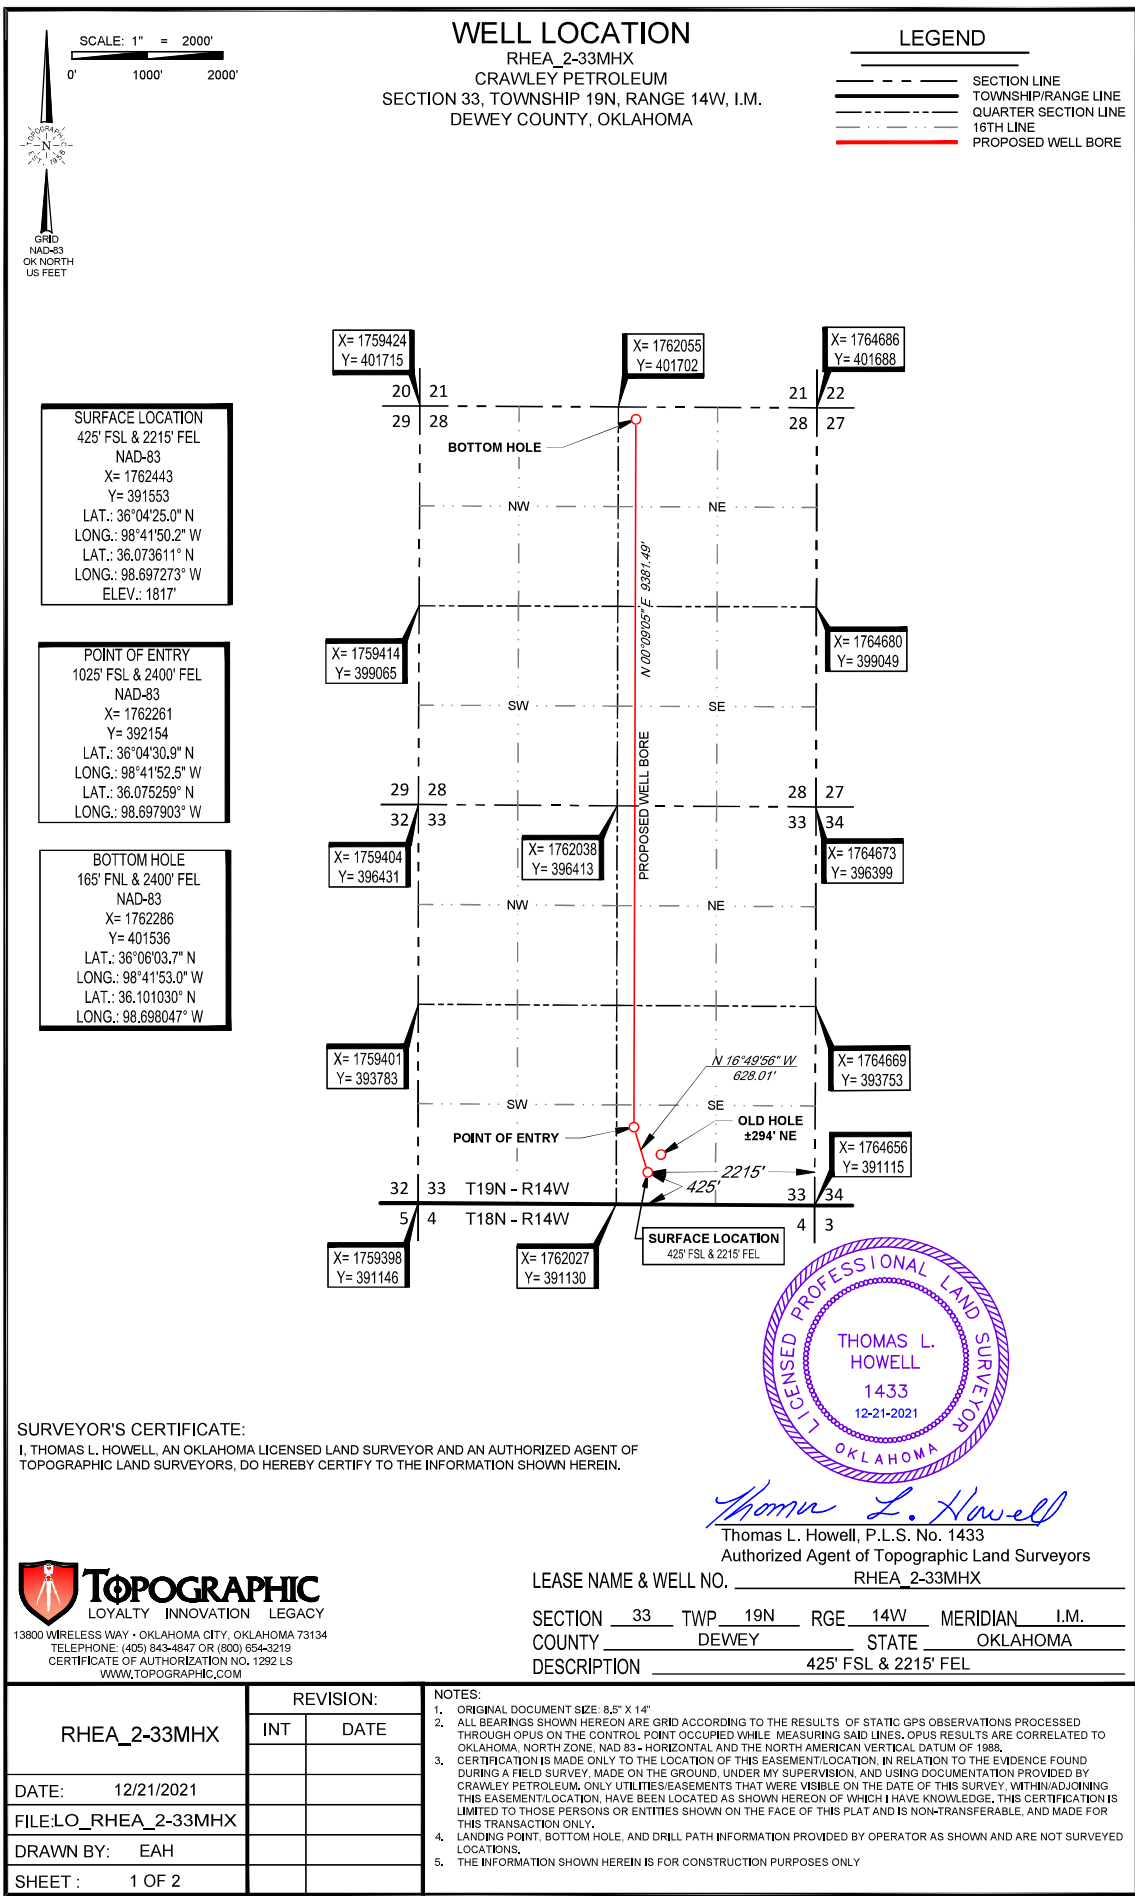 WELL LOCATION
RHEA_2-33MHX
CRAWLEY PETROLEUM
SECTION 33, TOWNSHIP 19N, RANGE 14W, I.M.
DEWEY COUNTY, OKLAHOMA
SCALE: 1" = 2000'
0' 1000' 2000'
TOPOGRAPHIC
N
EST. 1958
GRID
NAD-83
OK NORTH
US FEET
LEGEND
SECTION LINE
TOWNSHIP/RANGE LINE
QUARTER SECTION LINE
16TH LINE
PROPOSED WELL BORE
SURFACE LOCATION
425' FSL & 2215' FEL
NAD-83
X= 1762443
Y= 391553
LAT.: 36°04'25.0" N
LONG.: 98°41'50.2" W
LAT.: 36.073611° N
LONG.: 98.697273° W
ELEV.: 1817'
POINT OF ENTRY
1025' FSL & 2400' FEL
NAD-83
X= 1762261
Y= 392154
LAT.: 36°04'30.9" N
LONG.: 98°41'52.5" W
LAT.: 36.075259° N
LONG.: 98.697903° W
BOTTOM HOLE
165' FNL & 2400' FEL
NAD-83
X= 1762286
Y= 401536
LAT.: 36°06'03.7" N
LONG.: 98°41'53.0" W
LAT.: 36.101030° N
LONG.: 98.698047° W
X= 1759424
Y= 401715
X= 1762055
Y= 401702
X= 1764686
Y= 401688
20 21
29 28
21 22
28 27
BOTTOM HOLE
NW
NE
N 00°09'05" E 9381.49'
X= 1759414
Y= 399065
X= 1764680
Y= 399049
SW
SE
PROPOSED WELL BORE
29 28
32 33
28 27
33 34
X= 1759404
Y= 396431
X= 1762038
Y= 396413
X= 1764673
Y= 396399
NW
NE
X= 1759401
Y= 393783
N 16°49'56" W
628.01'
X= 1764669
Y= 393753
SW
SE
POINT OF ENTRY
OLD HOLE
±294' NE
X= 1764656
Y= 391115
2215'
425'
32 33 T19N - R14W
33 34
5 4 T18N - R14W
4 3
SURFACE LOCATION
425' FSL & 2215' FEL
X= 1759398
Y= 391146
X= 1762027
Y= 391130
LICENSED PROFESSIONAL LAND SURVEYOR
THOMAS L.
HOWELL
1433
12-21-2021
OKLAHOMA
SURVEYOR'S CERTIFICATE:
I, THOMAS L. HOWELL, AN OKLAHOMA LICENSED LAND SURVEYOR AND AN AUTHORIZED AGENT OF
TOPOGRAPHIC LAND SURVEYORS, DO HEREBY CERTIFY TO THE INFORMATION SHOWN HEREIN.
Thomas L. Howell
Thomas L. Howell, P.L.S. No. 1433
Authorized Agent of Topographic Land Surveyors
TOPOGRAPHIC
LOYALTY INNOVATION LEGACY
13800 WIRELESS WAY • OKLAHOMA CITY, OKLAHOMA 73134
TELEPHONE: (405) 843-4847 OR (800) 654-3219
CERTIFICATE OF AUTHORIZATION NO. 1292 LS
WWW.TOPOGRAPHIC.COM
LEASE NAME & WELL NO. RHEA_2-33MHX
SECTION 33 TWP 19N RGE 14W MERIDIAN I.M.
COUNTY DEWEY STATE OKLAHOMA
DESCRIPTION 425' FSL & 2215' FEL
RHEA_2-33MHX
REVISION:
INT DATE
DATE: 12/21/2021
FILE:LO_RHEA_2-33MHX
DRAWN BY: EAH
SHEET : 1 OF 2
NOTES:
1. ORIGINAL DOCUMENT SIZE: 8.5" X 14"
2. ALL BEARINGS SHOWN HEREON ARE GRID ACCORDING TO THE RESULTS OF STATIC GPS OBSERVATIONS PROCESSED
THROUGH OPUS ON THE CONTROL POINT OCCUPIED WHILE MEASURING SAID LINES. OPUS RESULTS ARE CORRELATED TO
OKLAHOMA, NORTH ZONE, NAD 83 - HORIZONTAL AND THE NORTH AMERICAN VERTICAL DATUM OF 1988.
3. CERTIFICATION IS MADE ONLY TO THE LOCATION OF THIS EASEMENT/LOCATION, IN RELATION TO THE EVIDENCE FOUND
DURING A FIELD SURVEY, MADE ON THE GROUND, UNDER MY SUPERVISION, AND USING DOCUMENTATION PROVIDED BY
CRAWLEY PETROLEUM. ONLY UTILITIES/EASEMENTS THAT WERE VISIBLE ON THE DATE OF THIS SURVEY, WITHIN/ADJOINING
THIS EASEMENT/LOCATION, HAVE BEEN LOCATED AS SHOWN HEREON OF WHICH I HAVE KNOWLEDGE. THIS CERTIFICATION IS
LIMITED TO THOSE PERSONS OR ENTITIES SHOWN ON THE FACE OF THIS PLAT AND IS NON-TRANSFERABLE, AND MADE FOR
THIS TRANSACTION ONLY.
4. LANDING POINT, BOTTOM HOLE, AND DRILL PATH INFORMATION PROVIDED BY OPERATOR AS SHOWN AND ARE NOT SURVEYED
LOCATIONS.
5. THE INFORMATION SHOWN HEREIN IS FOR CONSTRUCTION PURPOSES ONLY